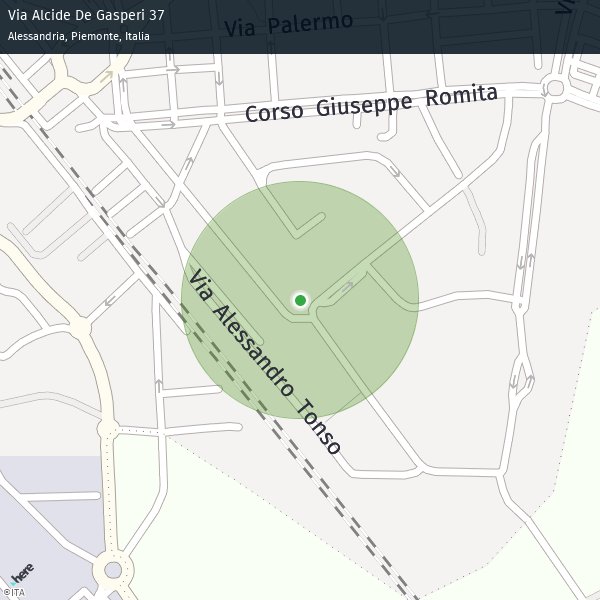 Via Alcide De Gasperi 37
Alessandria, Piemonte, Italia
Via Palermo
Corso Giuseppe Romita
Via Alessandro Tonso
here
©ITA